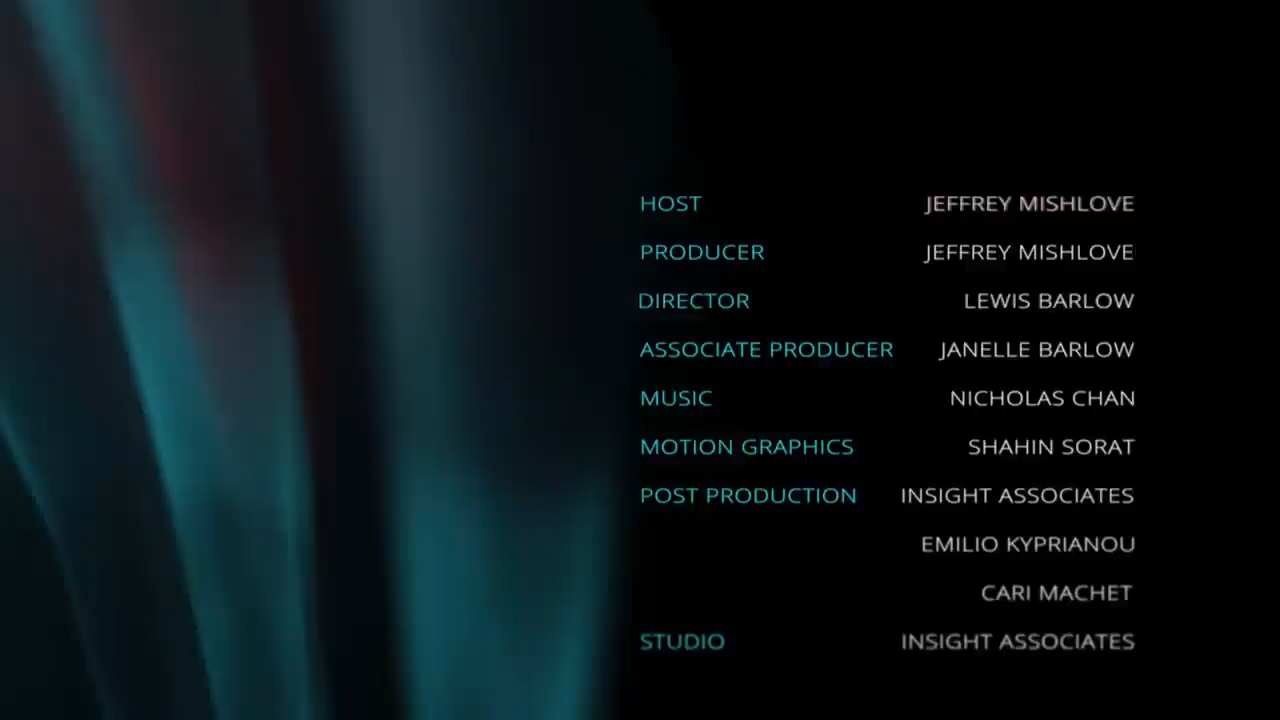 HOST JEFFREY MISHLOVE
PRODUCER JEFFREY MISHLOVE
DIRECTOR LEWIS BARLOW
ASSOCIATE PRODUCER JANELLE BARLOW
MUSIC NICHOLAS CHAN
MOTION GRAPHICS SHAHIN SORAT
POST PRODUCTION INSIGHT ASSOCIATES
EMILIO KYPRIANOU
CARI MACHET
STUDIO INSIGHT ASSOCIATES